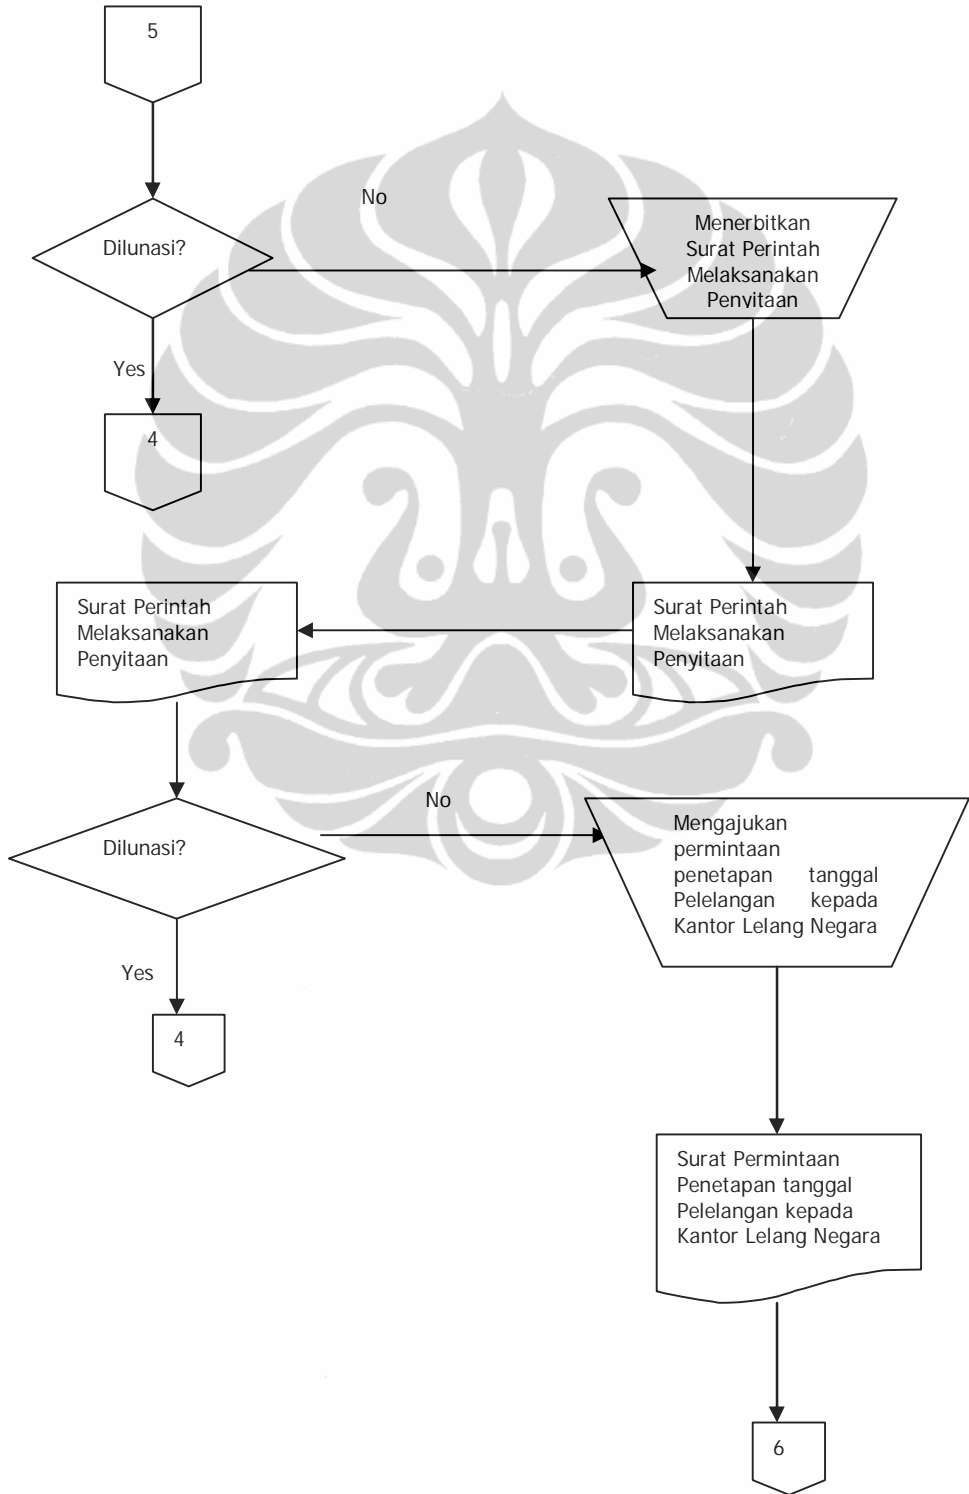 5
No
Dilunasi?
Menerbitkan
Surat Perintah
Melaksanakan
Penyitaan
Yes
4
Surat Perintah
Melaksanakan
Penyitaan
Surat Perintah
Melaksanakan
Penyitaan
No
Dilunasi?
Mengajukan
permintaan
penetapan tanggal
Pelelangan kepada
Kantor Lelang Negara
Yes
4
Surat Permintaan
Penetapan tanggal
Pelelangan kepada
Kantor Lelang Negara
6